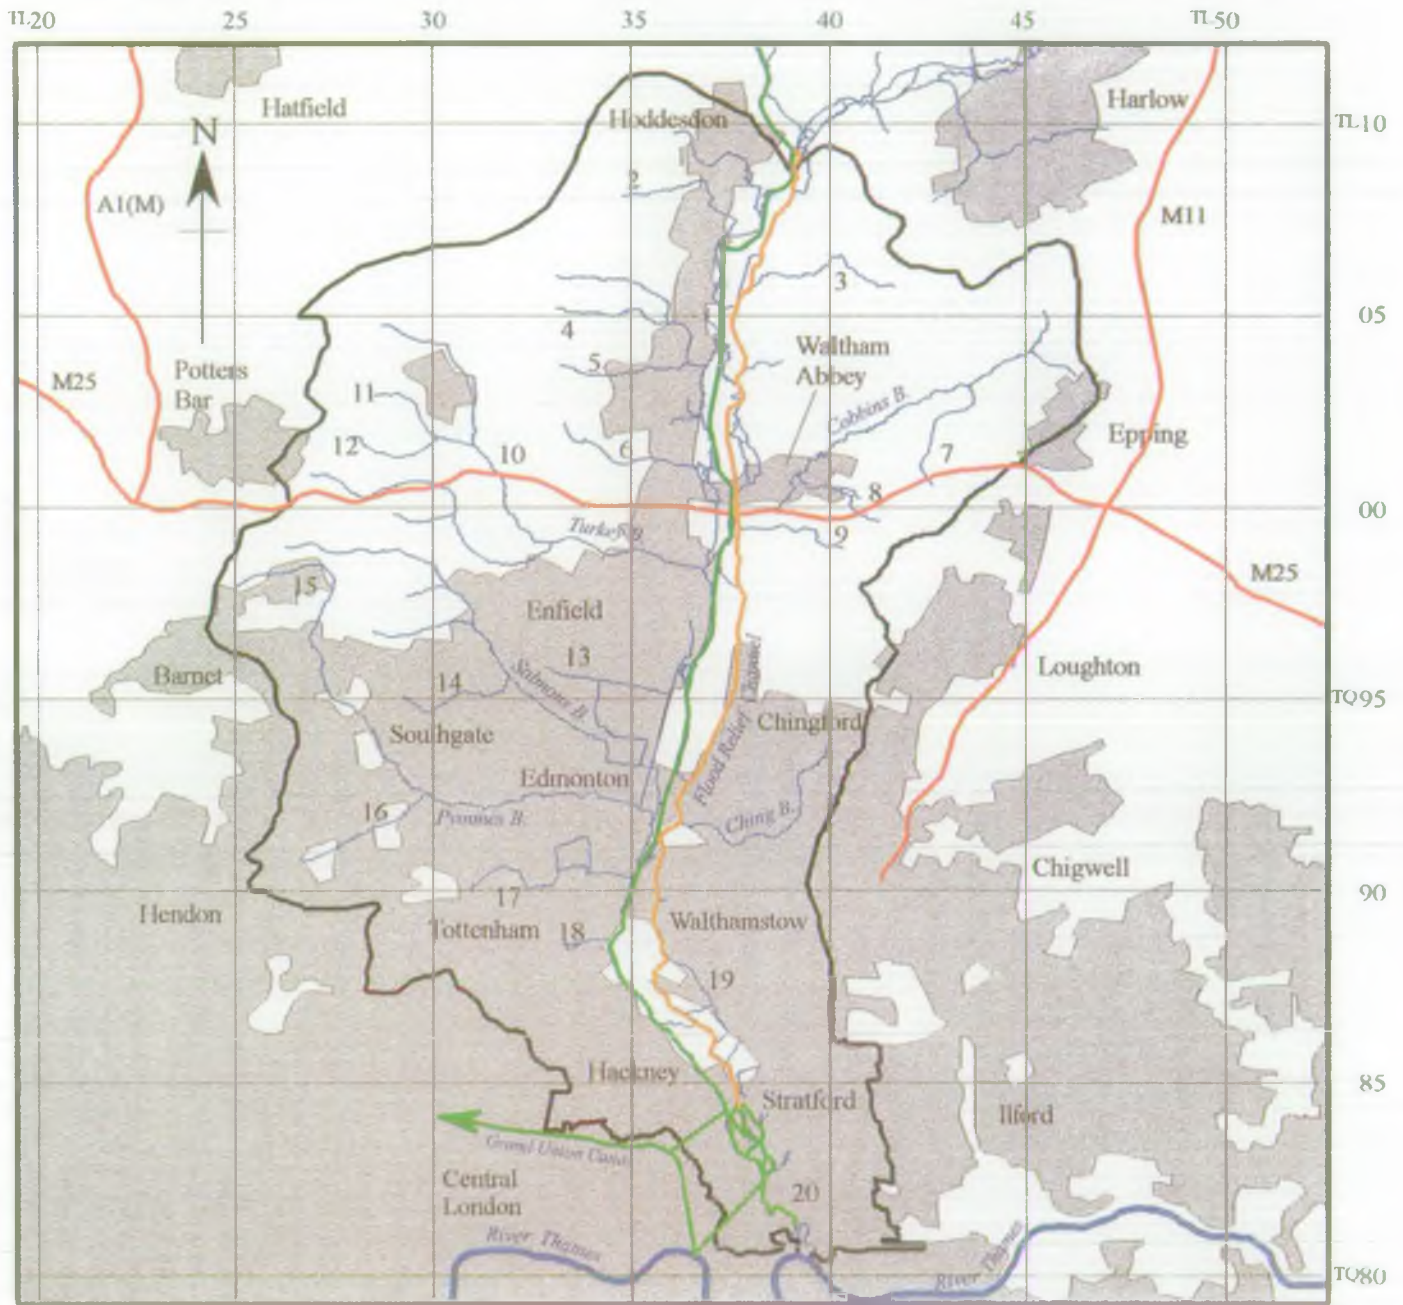 TL20 25 30 35 40 45 TL50
Hatfield
Harlow
Hoddesdon
TL10
N
2
A1(M)
M11
3
05
4
Waltham
Abbey
5
Potters
Bar
M25
11
Cobbins B.
Epping
12
6
10
7
8
00
Turkey B.
9
M25
15
Enfield
13
Loughton
Barnet
14
Salmons B.
Flood Relief Channel
TQ95
Southgate
Chingford
Edmonton
16
Pymmes B.
Ching B.
Chigwell
90
17
Hendon
Tottenham
18
Walthamstow
19
Hackney
Stratford
85
Ilford
Grand Union Canal
Central
London
20
River Thames
River Thames
TQ80